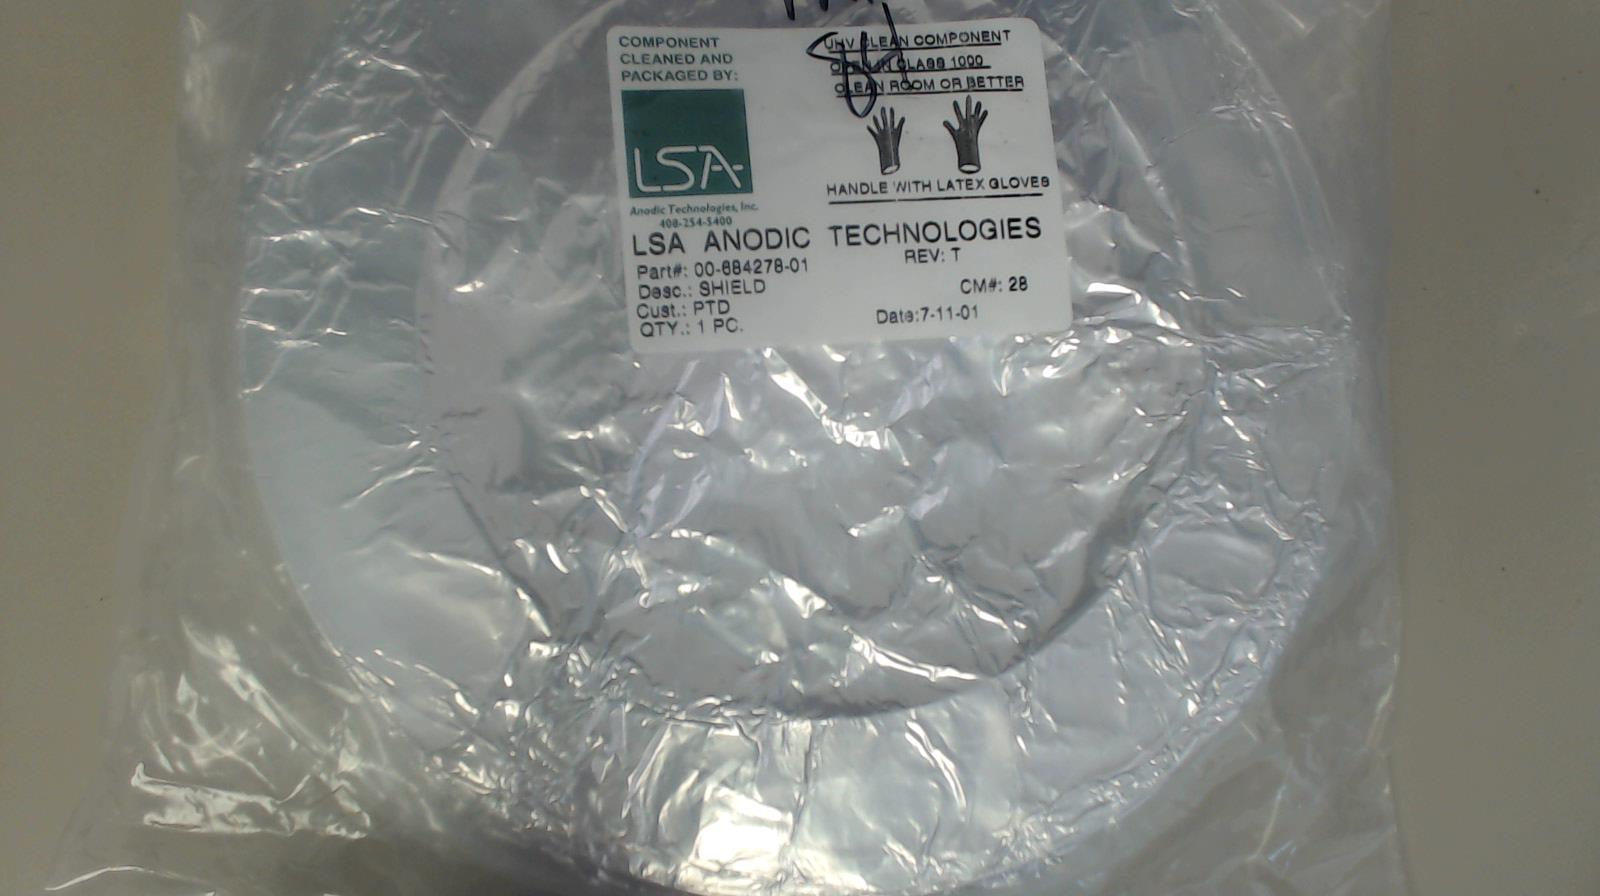 COMPONENT
CLEANED AND
PACKAGED BY:
LSA
Anodic Technologies, Inc.
408-254-5400
UHV CLEAN COMPONENT
OPEN IN CLASS 1000
CLEAN ROOM OR BETTER
HANDLE WITH LATEX GLOVES
LSA ANODIC TECHNOLOGIES
Part#: 00-684278-01
REV: T
Desc.: SHIELD
CM#: 28
Cust.: PTD
Date:7-11-01
QTY.: 1 PC.